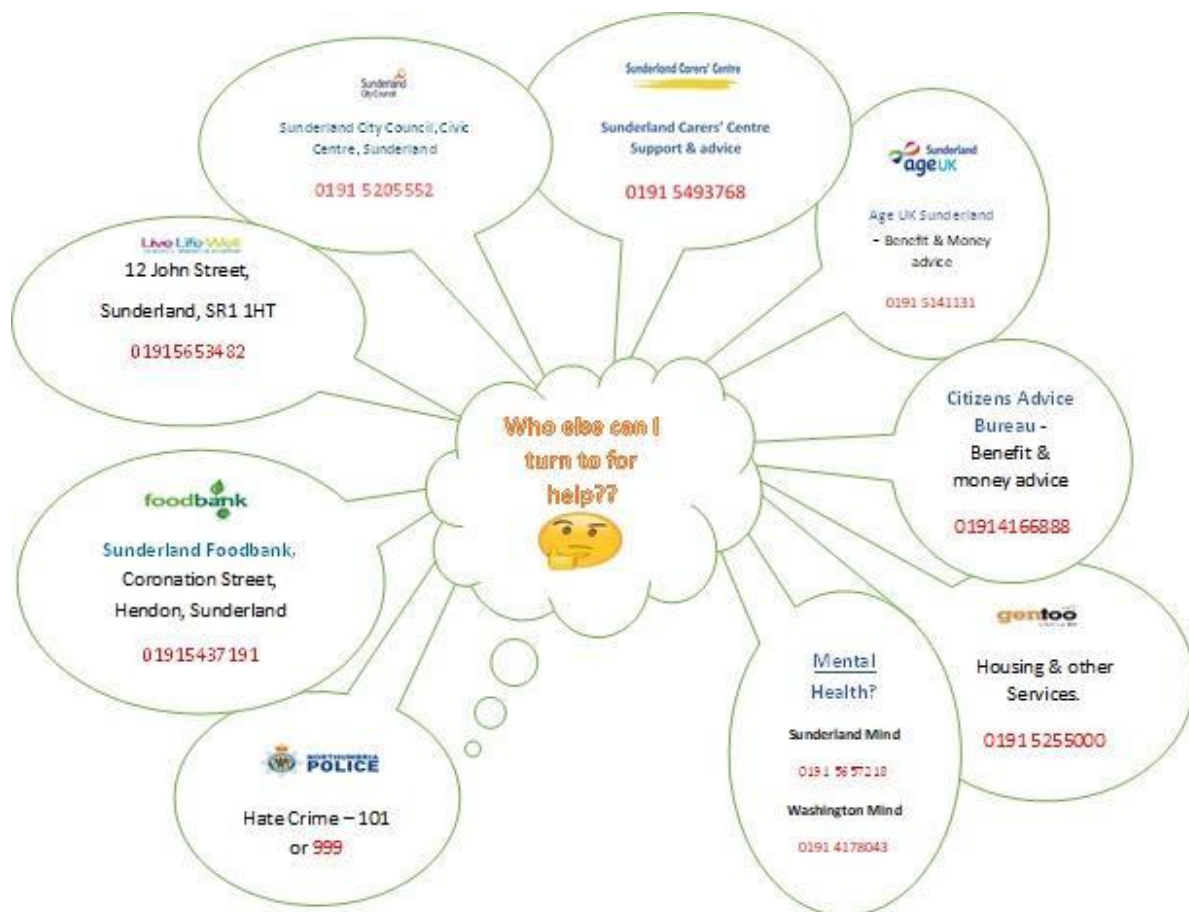 Who else can I
turn to for
help??
Sunderland
City Council
Sunderland City Council, Civic
Centre, Sunderland
0191 5205552
Sunderland Carers' Centre
Sunderland Carers' Centre
Support & advice
0191 5493768
Sunderland
age UK
Age UK Sunderland
- Benefit & Money
advice
0191 5141131
Citizens Advice
Bureau -
Benefit &
money advice
01914166888
gentoo
Housing & other
Services.
0191 5255000
Mental
Health?
Sunderland Mind
0191 5657218
Washington Mind
0191 4178043
NORTHUMBRIA
POLICE
Hate Crime – 101
or 999
foodbank
Sunderland Foodbank,
Coronation Street,
Hendon, Sunderland
01915437191
Live Life Well
12 John Street,
Sunderland, SR1 1HT
01915653482